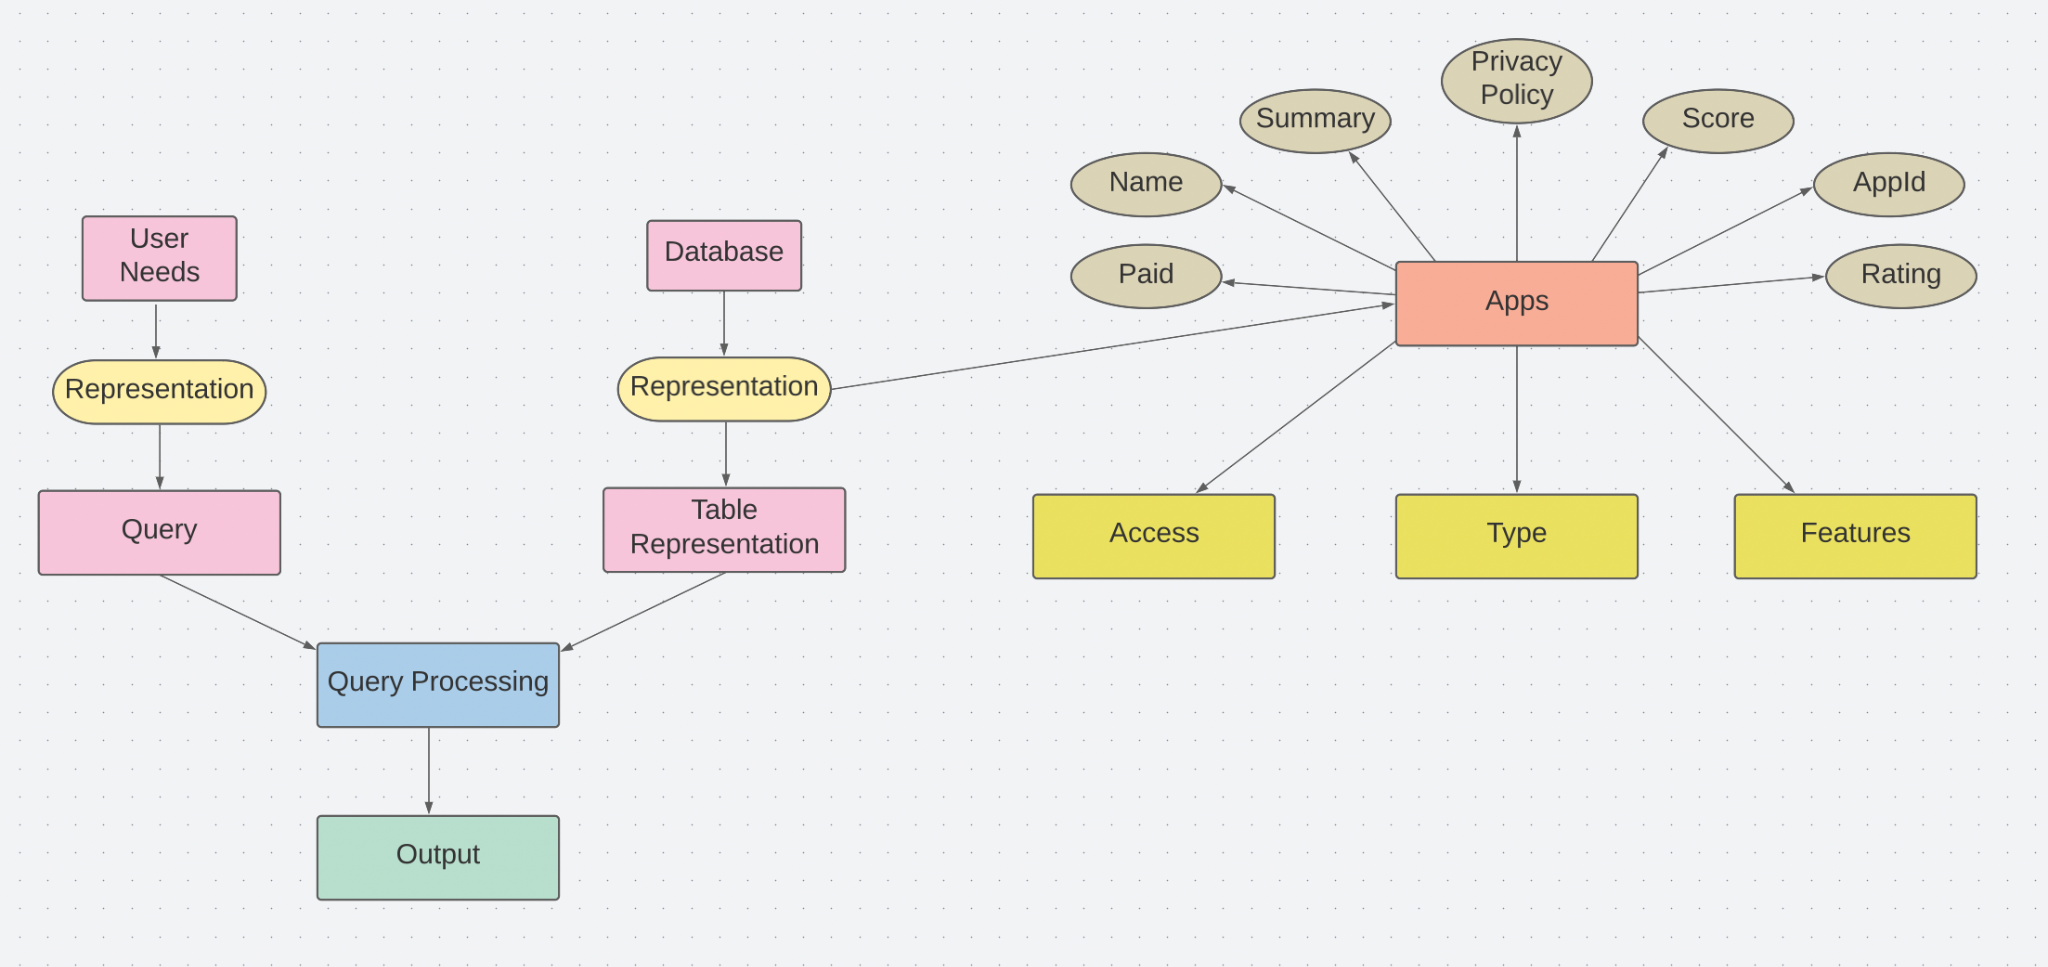 User
Needs
Representation
Query
Database
Representation
Table
Representation
Query Processing
Output
Privacy
Policy
Summary
Score
Name
AppId
Paid
Rating
Apps
Access
Type
Features